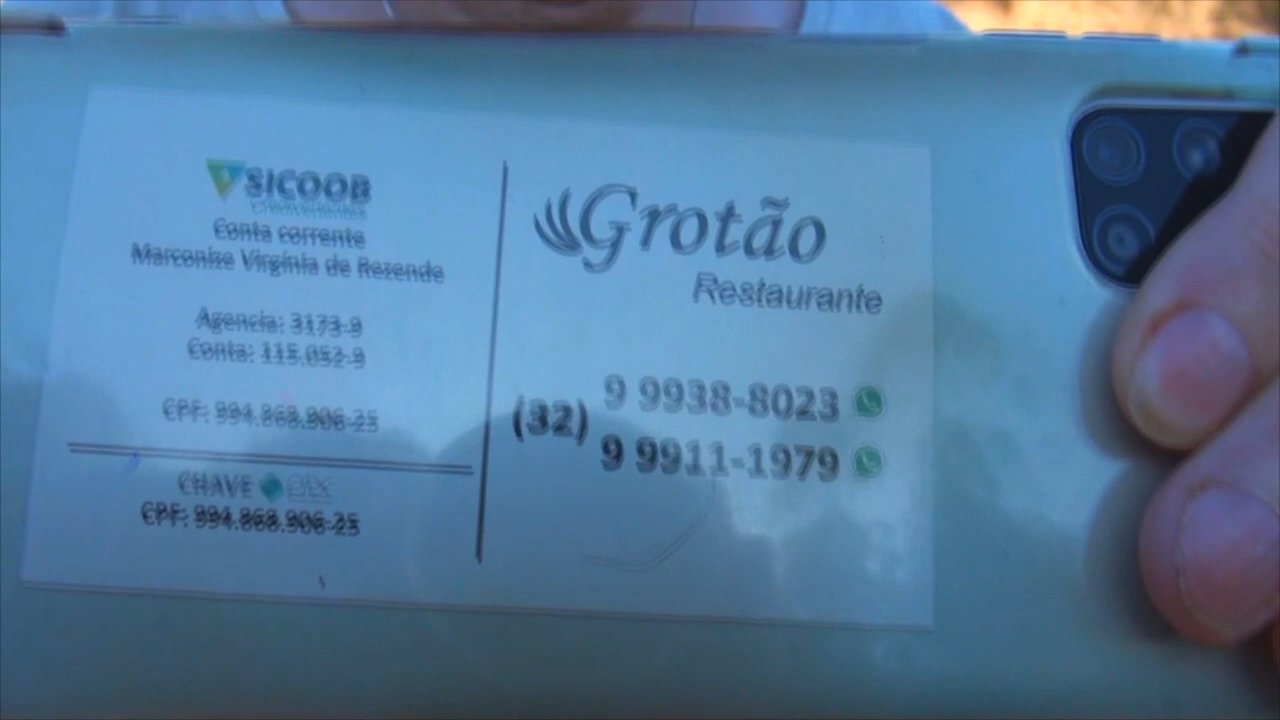 SICOOB
Credivertentes
Conta corrente
Marconize Virgínia de Rezende
Agencia: 3173-9
Conta: 115.052-9
CPF: 994.868.906-25
CHAVE PIX
CPF: 994.868.906-25
Grotão
Restaurante
(32)
9 9938-8023
9 9911-1979